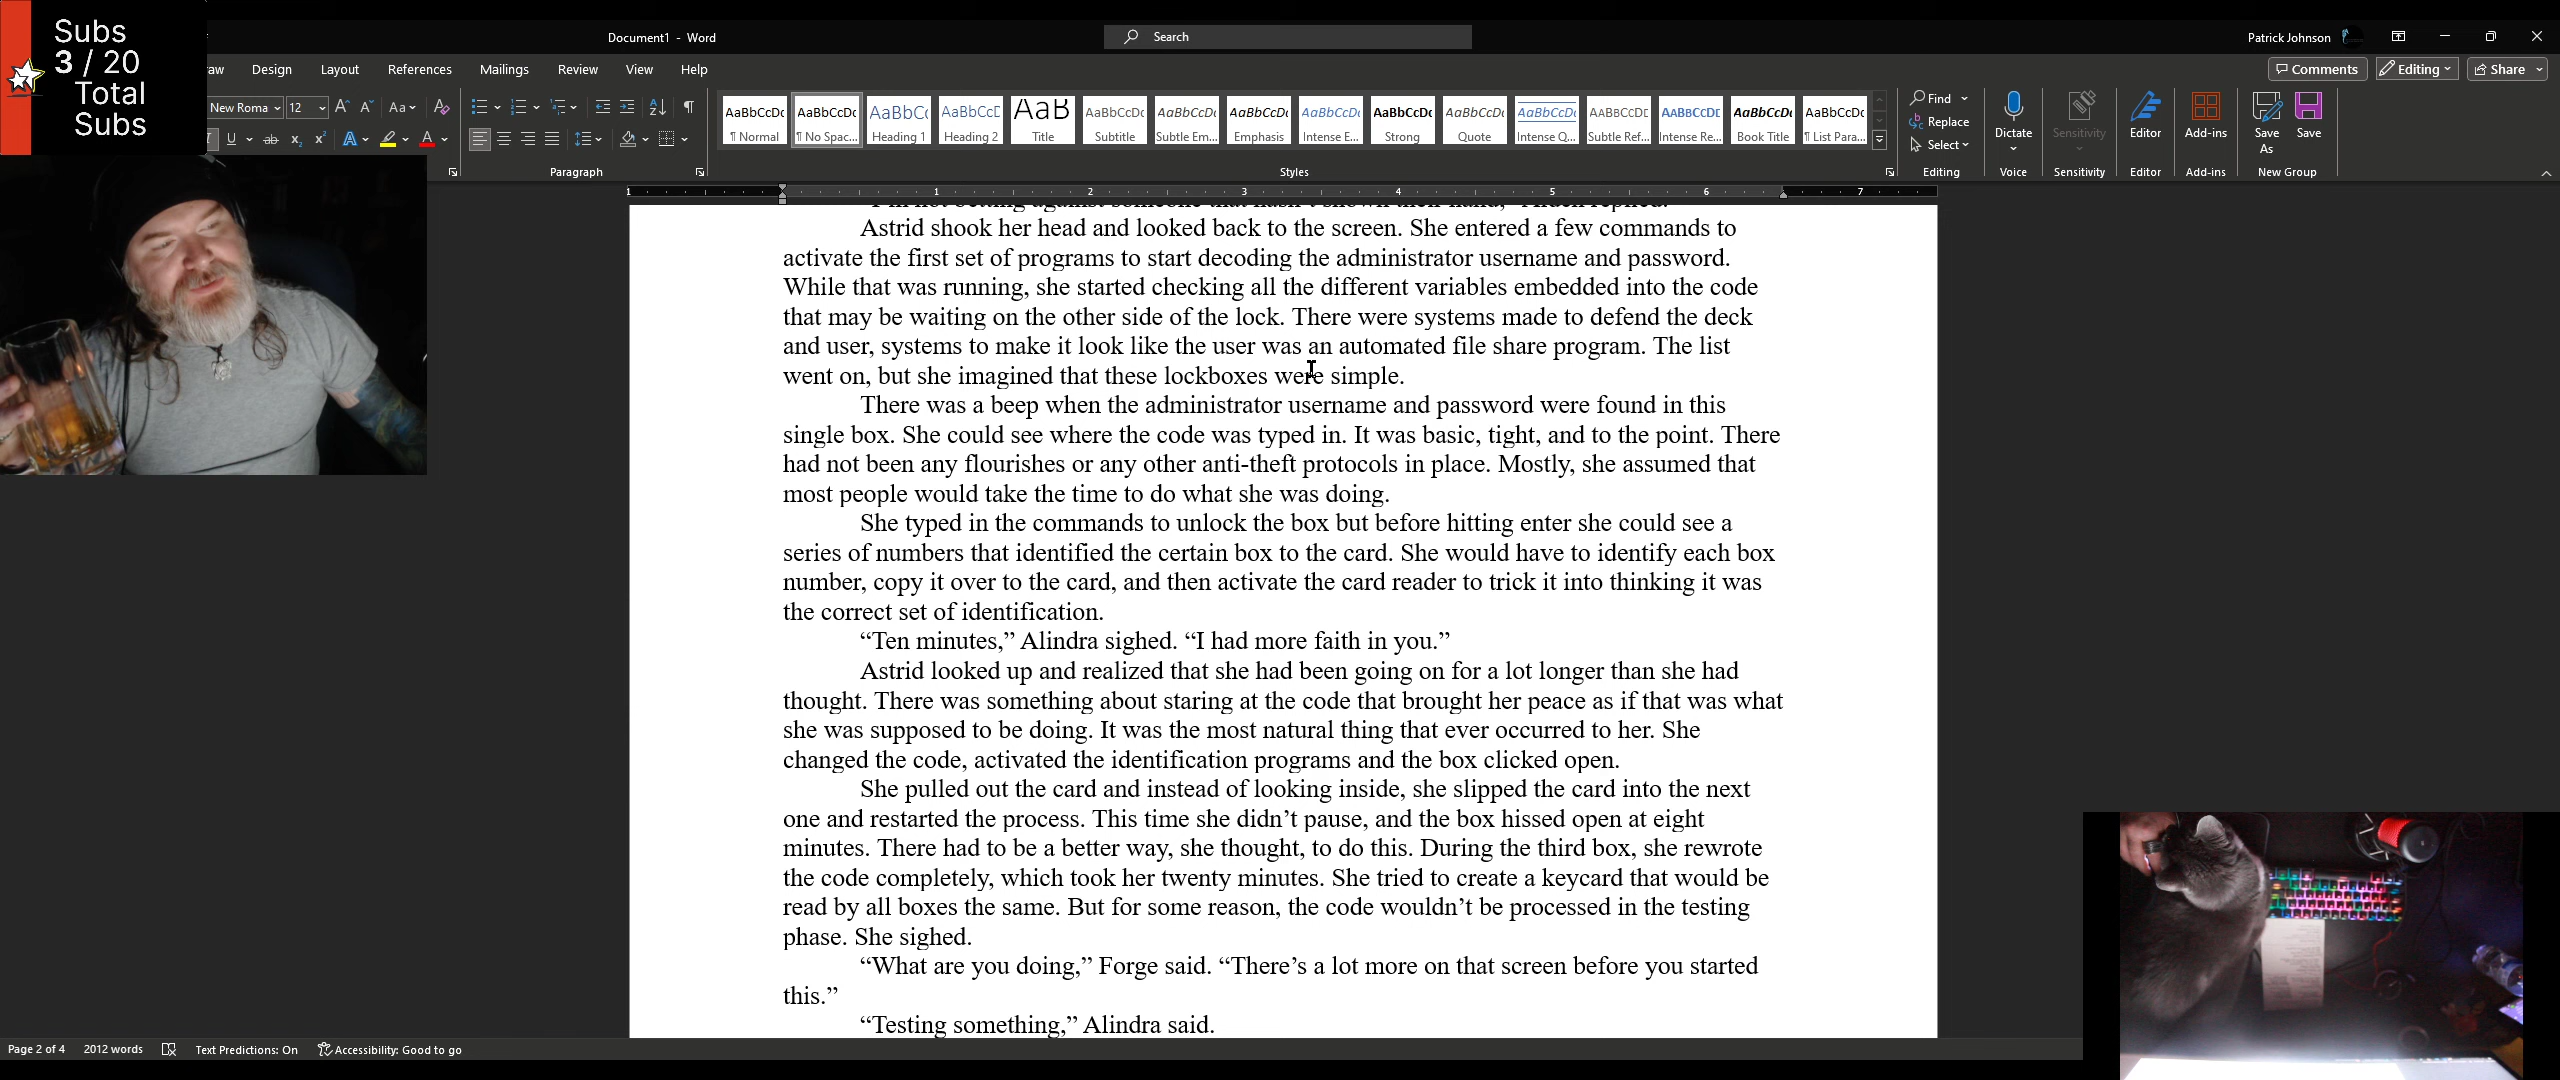 Subs
3 / 20
Total
Subs
Document1 - Word
Search
Patrick Johnson
aw Design Layout References Mailings Review View Help
Comments Editing Share
New Roma 12 Aa
AaBbCcDc AaBbCcDc AaBbC AaBbCcE AaB AaBbCcDc AaBbCcDc AaBbCcDc AaBbCcDc AaBbCcDc AaBbCcDc AaBbCcDc AABBCCDE AABBCCDE AaBbCcDc AaBbCcDc
¶ Normal ¶ No Spac... Heading 1 Heading 2 Title Subtitle Subtle Em... Emphasis Intense E... Strong Quote Intense Q... Subtle Ref... Intense Re... Book Title ¶ List Para...
Find
Replace
Select
Dictate Sensitivity Editor Add-ins Save As Save
Paragraph Styles Editing Voice Sensitivity Editor Add-ins New Group
1 1 2 3 4 5 6 7
“I’m not betting against someone that hasn’t shown their hand,” replied.
Astrid shook her head and looked back to the screen. She entered a few commands to
activate the first set of programs to start decoding the administrator username and password.
While that was running, she started checking all the different variables embedded into the code
that may be waiting on the other side of the lock. There were systems made to defend the deck
and user, systems to make it look like the user was an automated file share program. The list
went on, but she imagined that these lockboxes were simple.
There was a beep when the administrator username and password were found in this
single box. She could see where the code was typed in. It was basic, tight, and to the point. There
had not been any flourishes or any other anti-theft protocols in place. Mostly, she assumed that
most people would take the time to do what she was doing.
She typed in the commands to unlock the box but before hitting enter she could see a
series of numbers that identified the certain box to the card. She would have to identify each box
number, copy it over to the card, and then activate the card reader to trick it into thinking it was
the correct set of identification.
“Ten minutes,” Alindra sighed. “I had more faith in you.”
Astrid looked up and realized that she had been going on for a lot longer than she had
thought. There was something about staring at the code that brought her peace as if that was what
she was supposed to be doing. It was the most natural thing that ever occurred to her. She
changed the code, activated the identification programs and the box clicked open.
She pulled out the card and instead of looking inside, she slipped the card into the next
one and restarted the process. This time she didn’t pause, and the box hissed open at eight
minutes. There had to be a better way, she thought, to do this. During the third box, she rewrote
the code completely, which took her twenty minutes. She tried to create a keycard that would be
read by all boxes the same. But for some reason, the code wouldn’t be processed in the testing
phase. She sighed.
“What are you doing,” Forge said. “There’s a lot more on that screen before you started
this.”
“Testing something,” Alindra said.
Page 2 of 4 2012 words Text Predictions: On Accessibility: Good to go